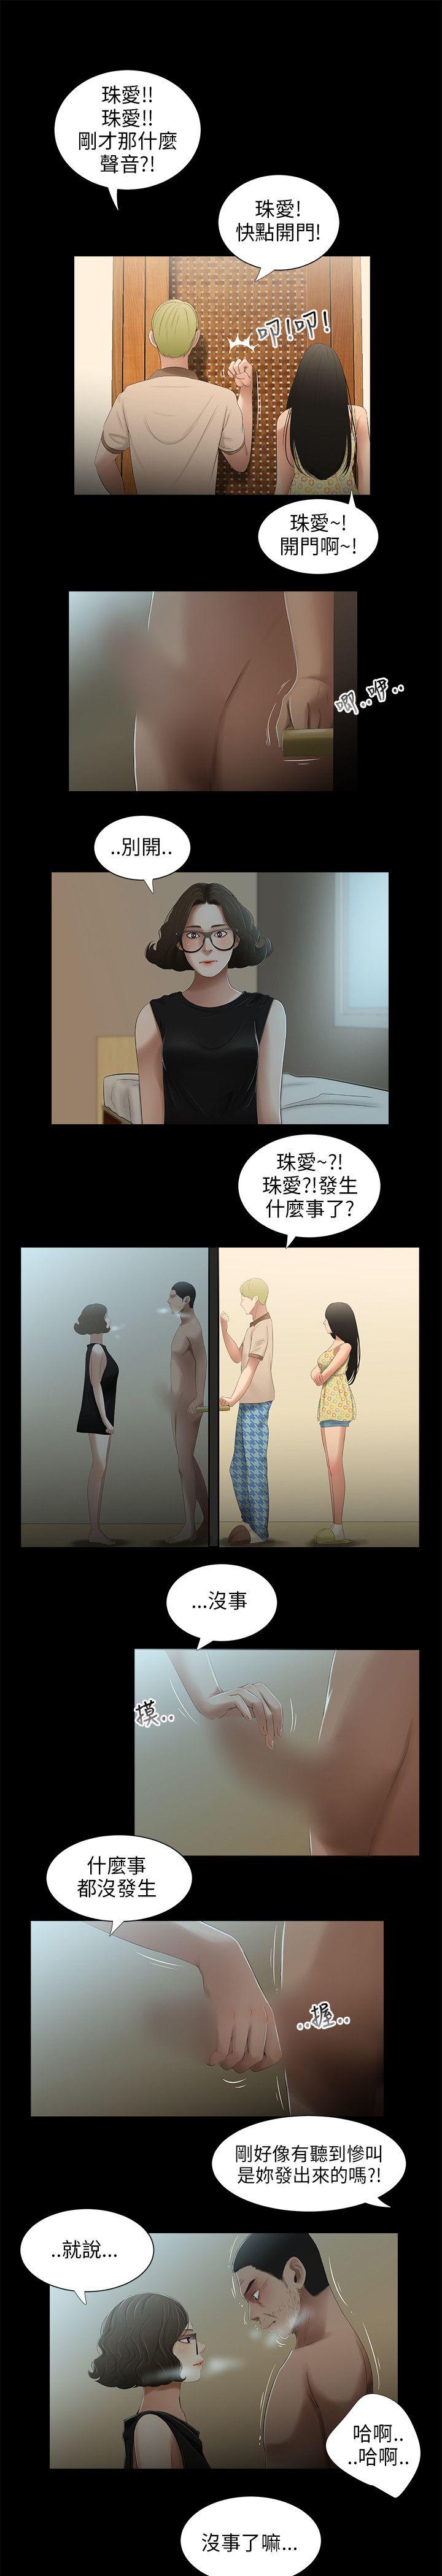 珠愛!!
珠愛!!
剛才那什麼
聲音?!
珠愛!
快點開門!
叩!叩!
珠愛~!
開門啊~!
..別開..
珠愛~?!
珠愛?!發生
什麼事了?
...沒事
摸..
什麼事
都沒發生
..握..
剛好像有聽到慘叫
是妳發出來的嗎?!
..就說...
哈啊..
..哈啊..
沒事了嘛...